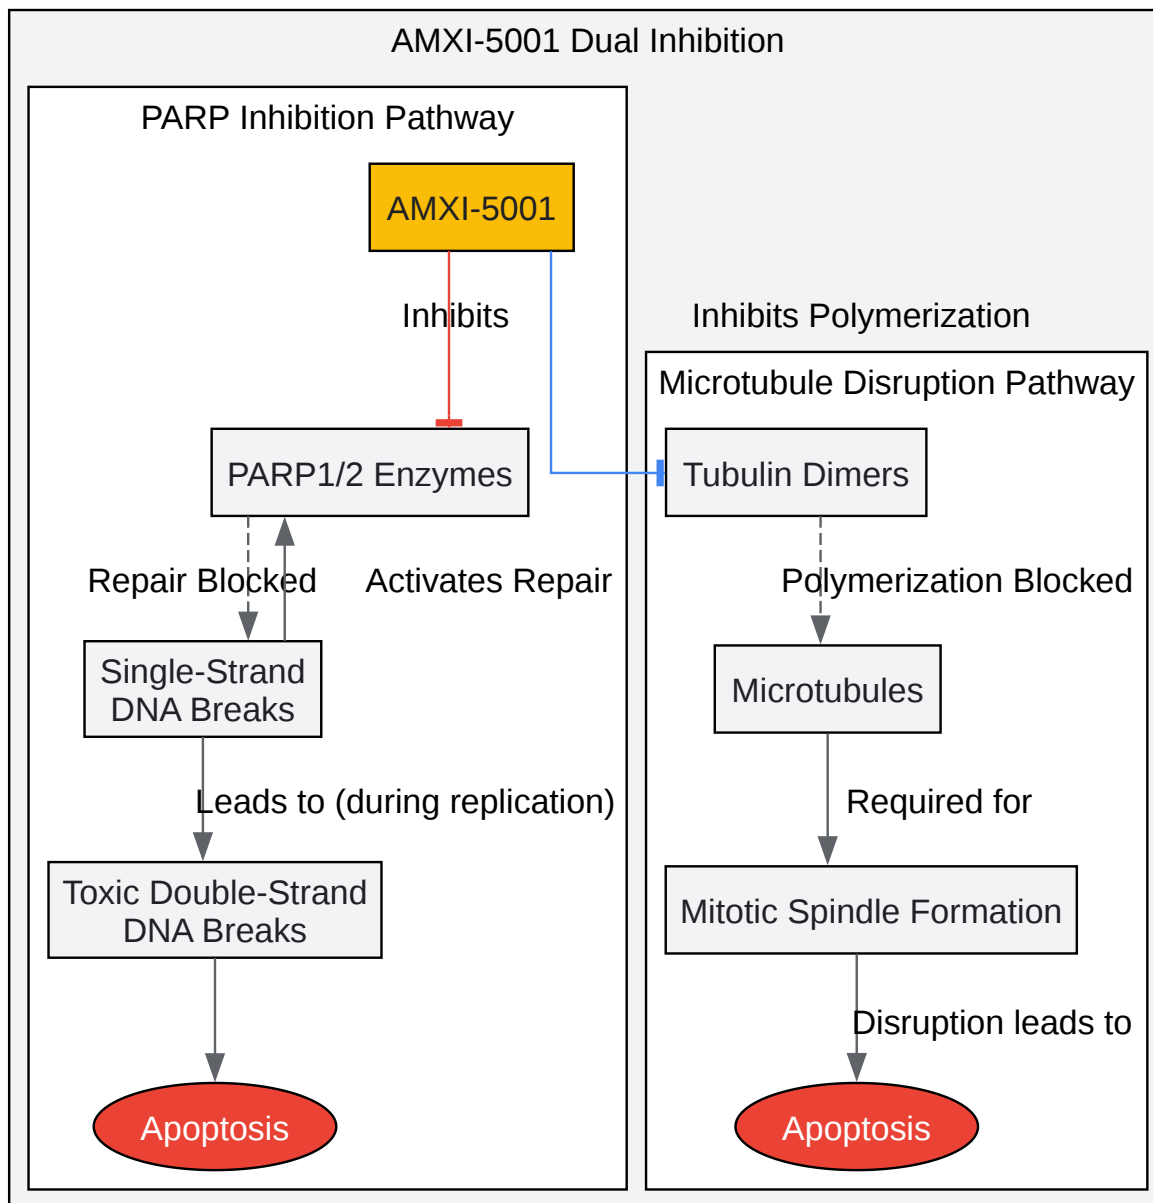 AMXI-5001 Dual Inhibition
PARP Inhibition Pathway
AMXI-5001
Inhibits
Inhibits Polymerization
Microtubule Disruption Pathway
PARP1/2 Enzymes
Tubulin Dimers
Repair Blocked
Activates Repair
Polymerization Blocked
Single-Strand
DNA Breaks
Microtubules
Leads to (during replication)
Required for
Toxic Double-Strand
DNA Breaks
Mitotic Spindle Formation
Disruption leads to
Apoptosis
Apoptosis